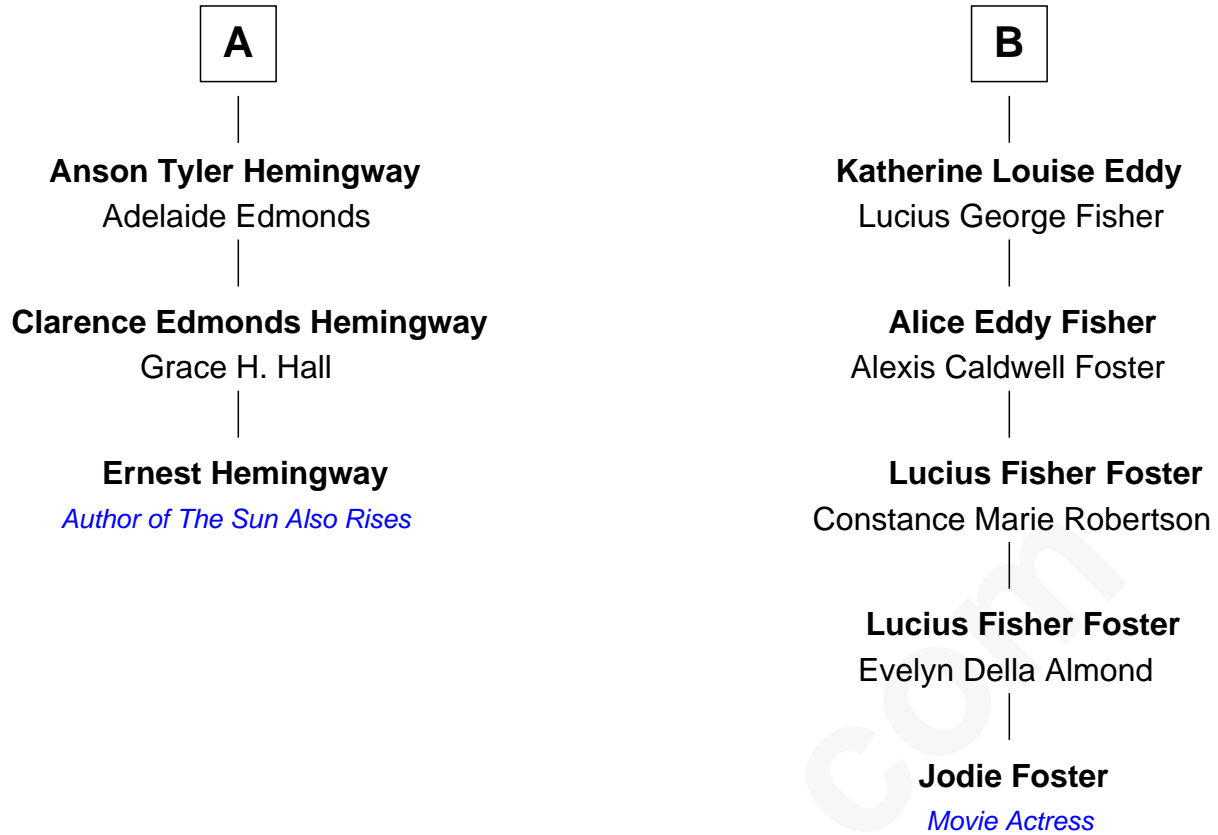 A
Anson Tyler Hemingway
Adelaide Edmonds
Clarence Edmonds Hemingway
Grace H. Hall
Ernest Hemingway
Author of The Sun Also Rises
B
Katherine Louise Eddy
Lucius George Fisher
Alice Eddy Fisher
Alexis Caldwell Foster
Lucius Fisher Foster
Constance Marie Robertson
Lucius Fisher Foster
Evelyn Della Almond
Jodie Foster
Movie Actress
com